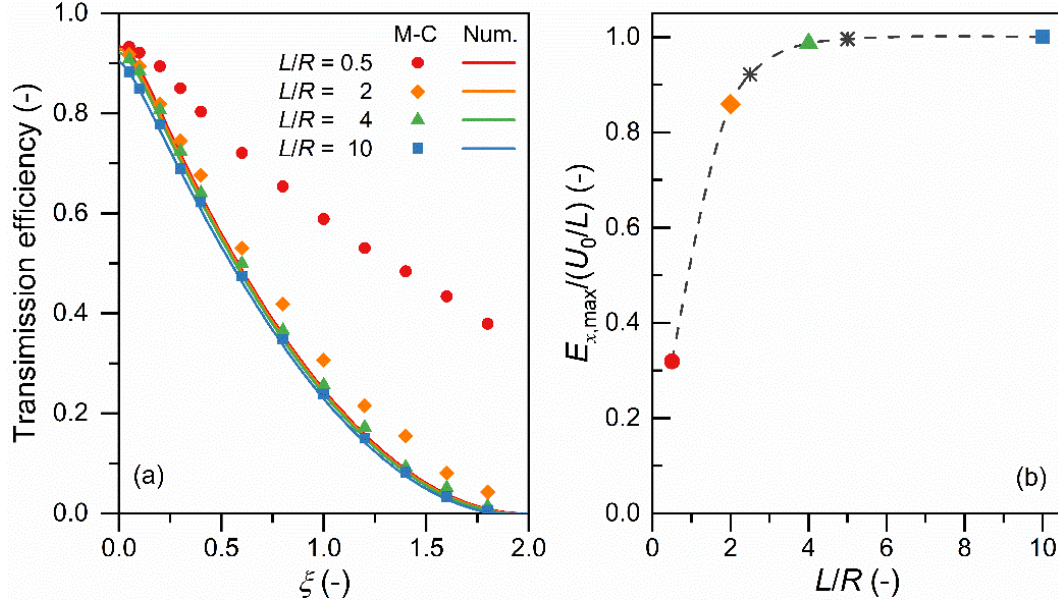 Transimission efficiency (-)
1.0
0.8
0.6
0.4
0.2
0.0
M-C Num.
L/R = 0.5
L/R = 2
L/R = 4
L/R = 10
(a)
0.0 0.5 1.0 1.5 2.0
ξ (-)
E_{x,max}/(U_0/L) (-)
1.0
0.8
0.6
0.4
0.2
0.0
(b)
0 2 4 6 8 10
L/R (-)